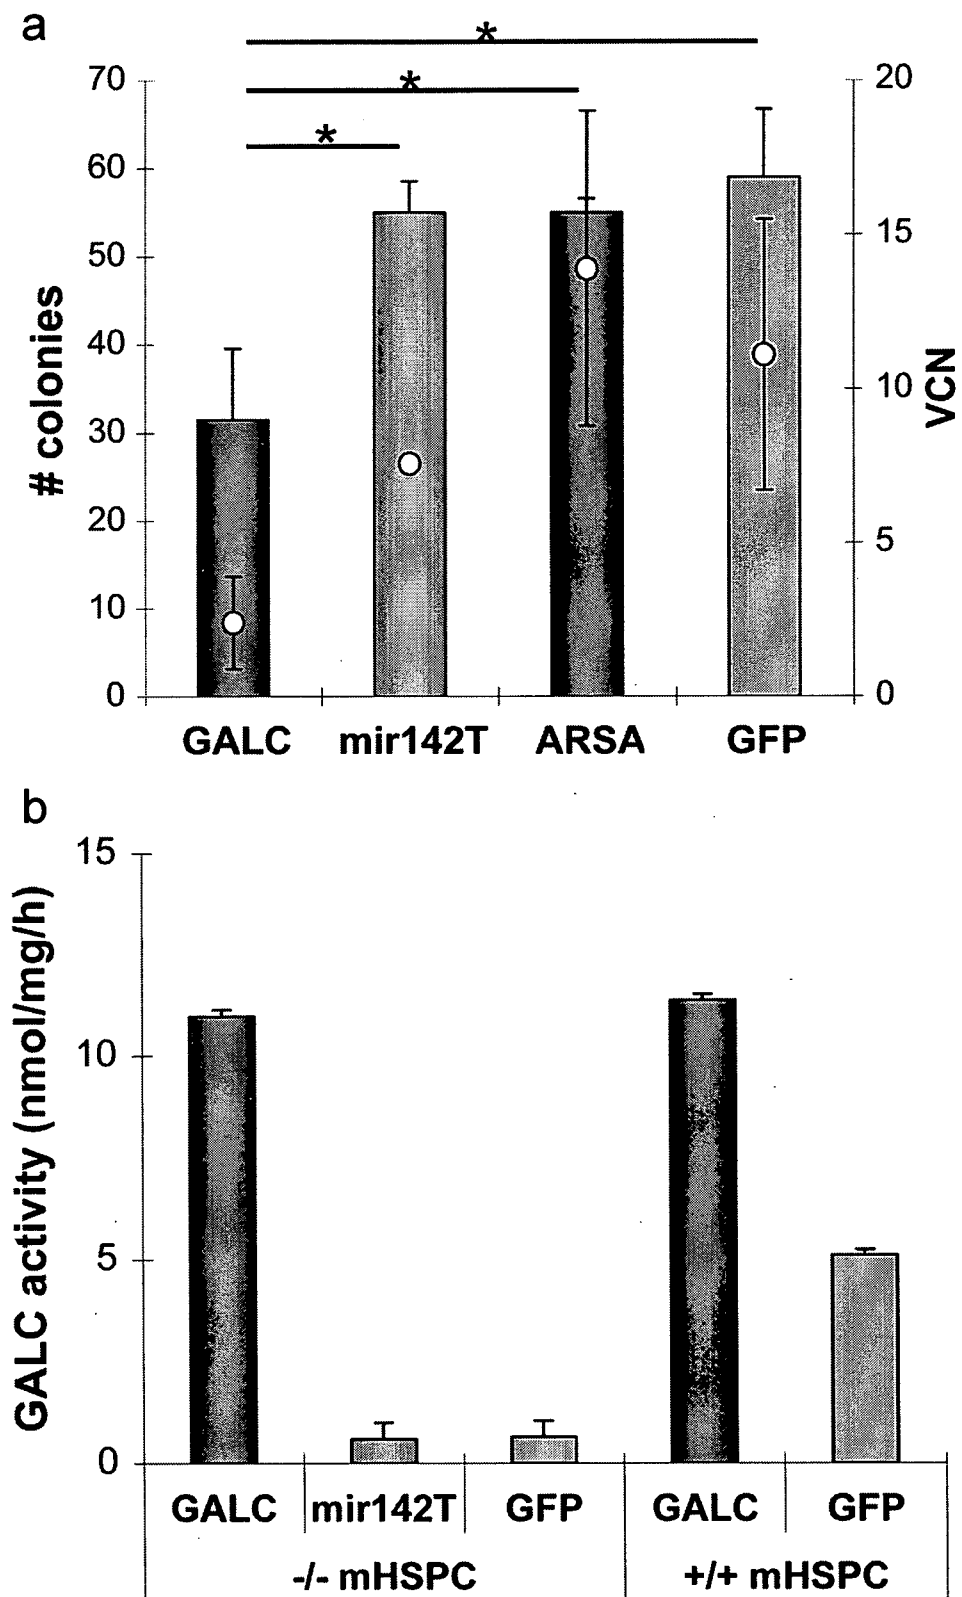 a
*
*
*
70
60
50
40
30
20
10
0
# colonies
20
15
10
5
0
VCN
GALC mir142T ARSA GFP
b
15
10
5
0
GALC activity (nmol/mg/h)
GALC mir142T GFP GALC GFP
-/- mHSPC +/+ mHSPC